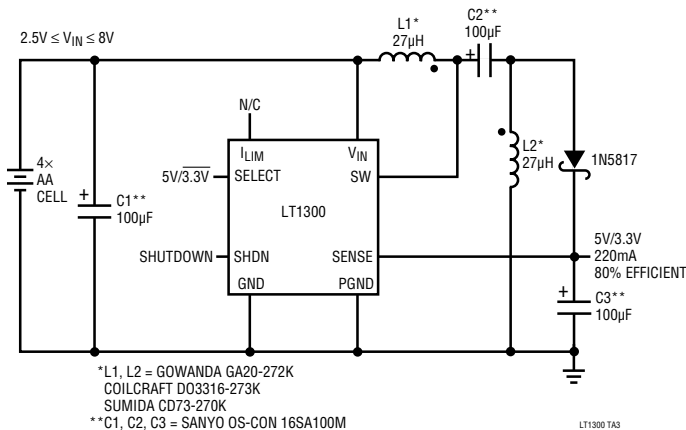 2.5V ≤ VIN ≤ 8V
L1*
27µH
C2**
100µF
+
N/C
ILIM
VIN
5V/3.3V
SELECT
SW
L2*
27µH
1N5817
4×
AA
CELL
+
C1**
100µF
LT1300
SHUTDOWN
SHDN
SENSE
5V/3.3V
220mA
80% EFFICIENT
GND
PGND
+
C3**
100µF
*L1, L2 = GOWANDA GA20-272K
COILCRAFT DO3316-273K
SUMIDA CD73-270K
**C1, C2, C3 = SANYO OS-CON 16SA100M
LT1300 TA3